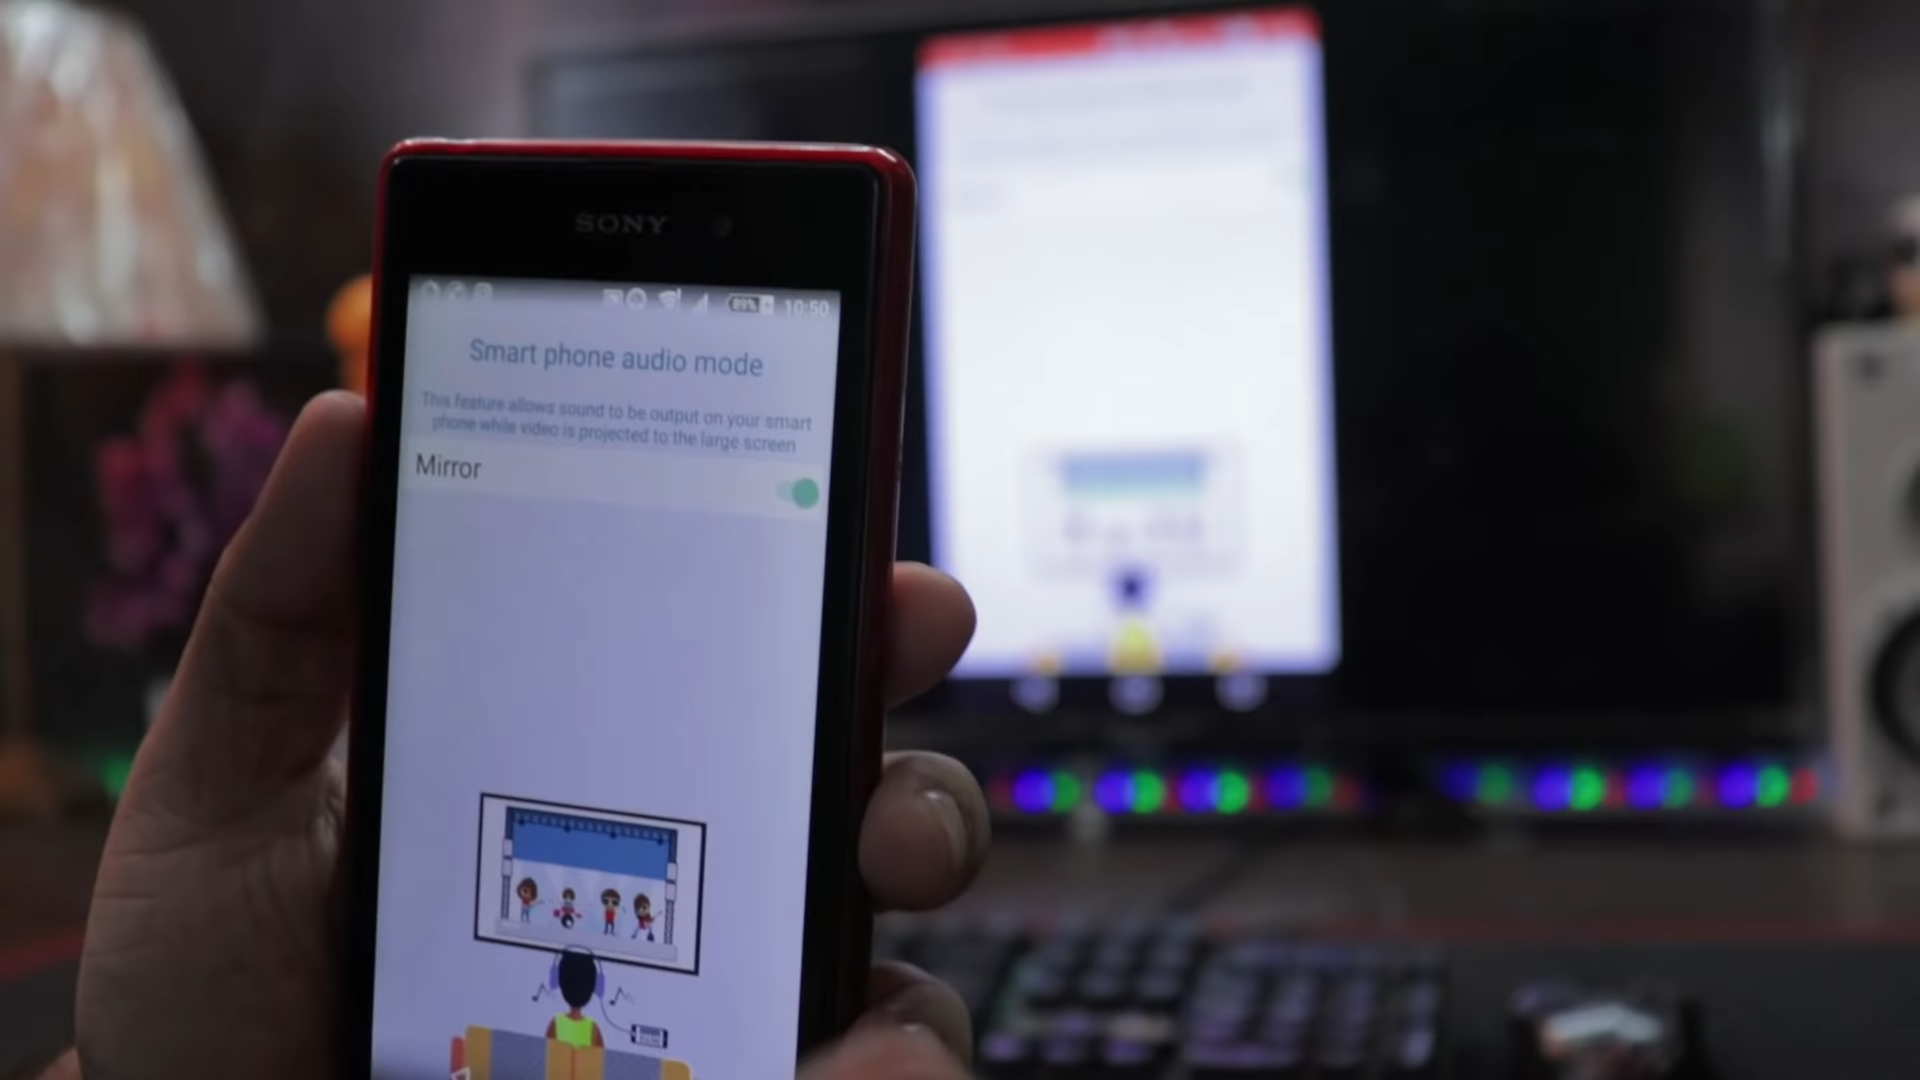 SONY
89% 10:50
Smart phone audio mode
This feature allows sound to be output on your smart
phone while video is projected to the large screen
Mirror